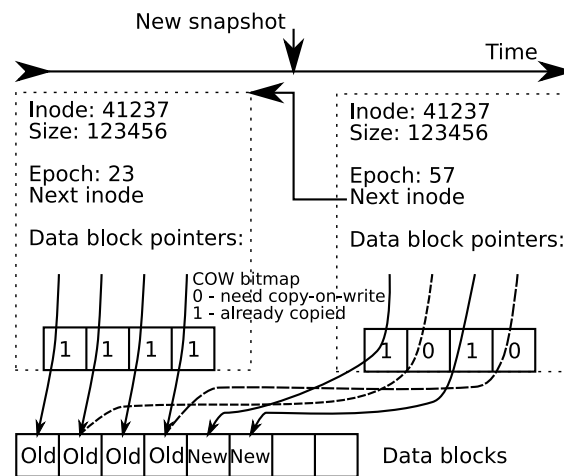 New snapshot
Time
Inode: 41237
Size: 123456
Epoch: 23
Next inode
Data block pointers:
Inode: 41237
Size: 123456
Epoch: 57
Next inode
Data block pointers:
COW bitmap
0 - need copy-on-write
1 - already copied
1 1 1 1
1 0 1 0
Old Old Old Old New New
Data blocks